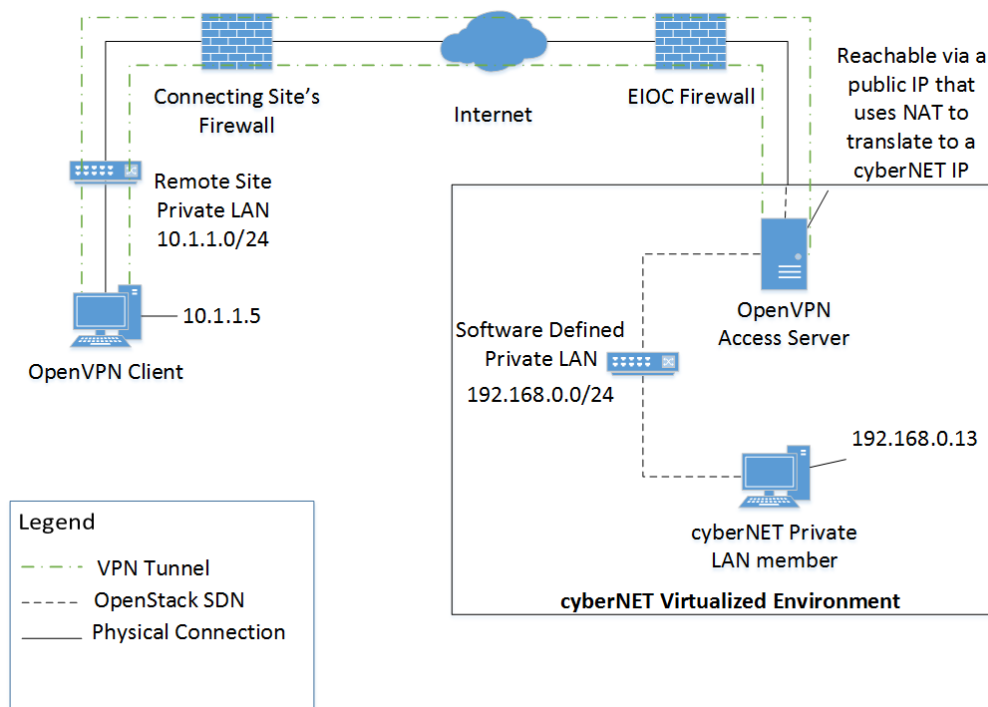 Connecting Site's
Firewall
Internet
EIOC Firewall
Reachable via a
public IP that
uses NAT to
translate to a
cyberNET IP
Remote Site
Private LAN
10.1.1.0/24
10.1.1.5
OpenVPN Client
OpenVPN
Access Server
Software Defined
Private LAN
192.168.0.0/24
192.168.0.13
cyberNET Private
LAN member
cyberNET Virtualized Environment
Legend
VPN Tunnel
OpenStack SDN
Physical Connection